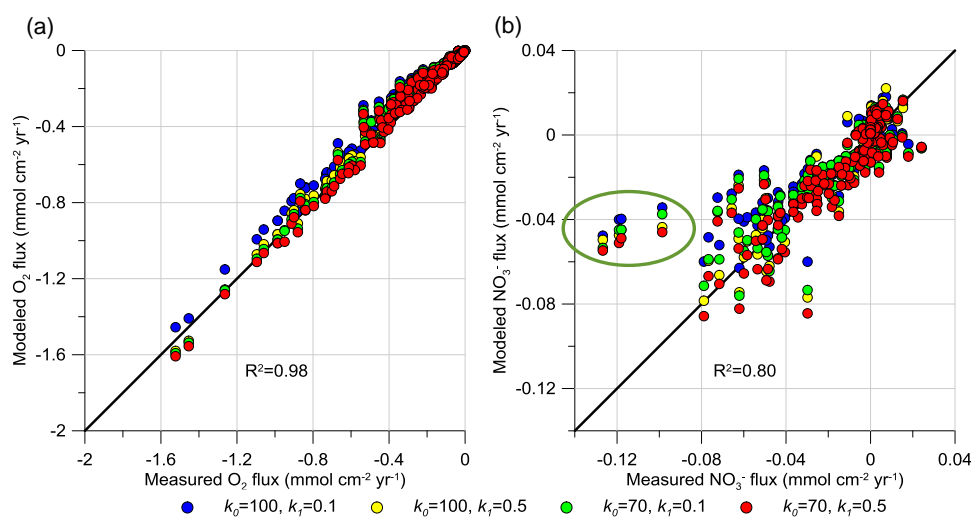 (a)
(b)
0
-0.4
-0.8
-1.2
-1.6
-2
Modeled O₂ flux (mmol cm⁻² yr⁻¹)
R²=0.98
-2
-1.6
-1.2
-0.8
-0.4
0
Measured O₂ flux (mmol cm⁻² yr⁻¹)
0.04
0
-0.04
-0.08
-0.12
Modeled NO₃⁻ flux (mmol cm⁻² yr⁻¹)
R²=0.80
-0.12
-0.08
-0.04
0
0.04
Measured NO₃⁻ flux (mmol cm⁻² yr⁻¹)
k₀=100, k₁=0.1
k₀=100, k₁=0.5
k₀=70, k₁=0.1
k₀=70, k₁=0.5